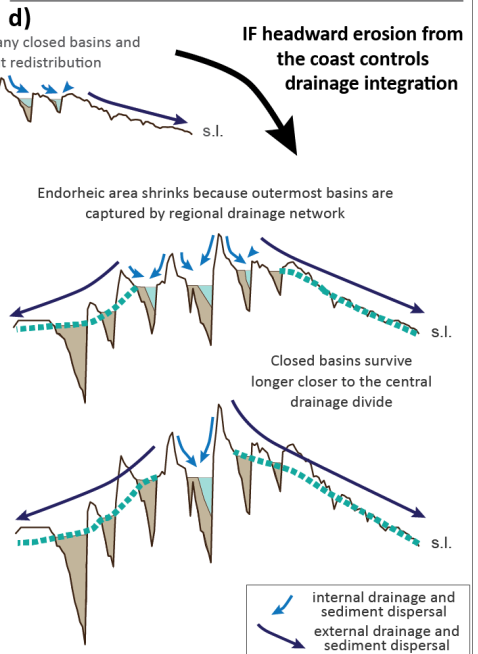 d)
any closed basins and
t redistribution
IF headward erosion from
the coast controls
drainage integration
s.l.
Endorheic area shrinks because outermost basins are
captured by regional drainage network
s.l.
Closed basins survive
longer closer to the central
drainage divide
s.l.
internal drainage and
sediment dispersal
external drainage and
sediment dispersal